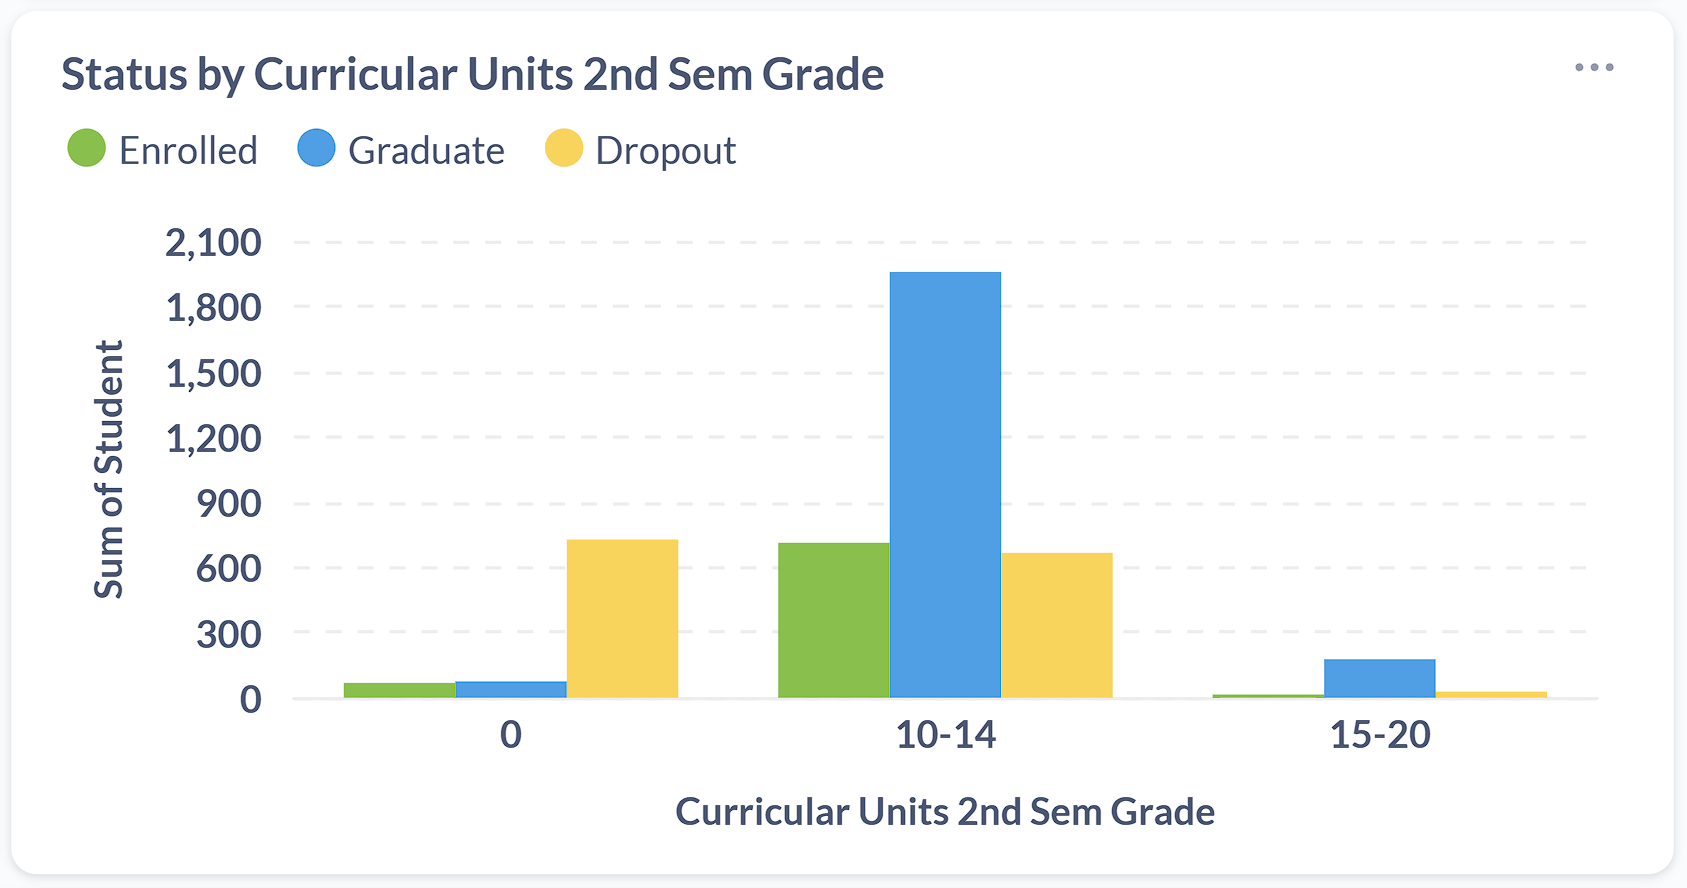 Status by Curricular Units 2nd Sem Grade
Enrolled Graduate Dropout
2,100
1,800
1,500
1,200
900
600
300
0
Sum of Student
0 10-14 15-20
Curricular Units 2nd Sem Grade